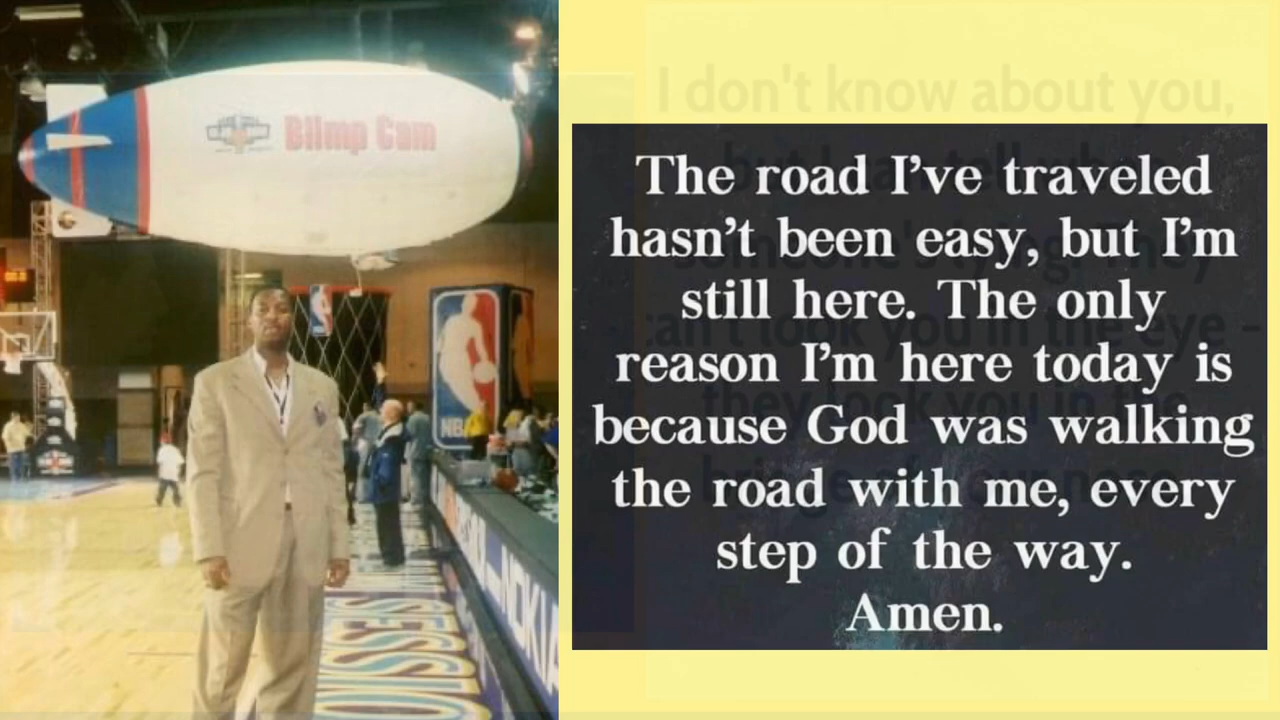 Blimp Cam
NBA
NOKIA
I don't know about you,
The road I've traveled
hasn't been easy, but I'm
still here. The only
reason I'm here today is
because God was walking
the road with me, every
step of the way.
Amen.